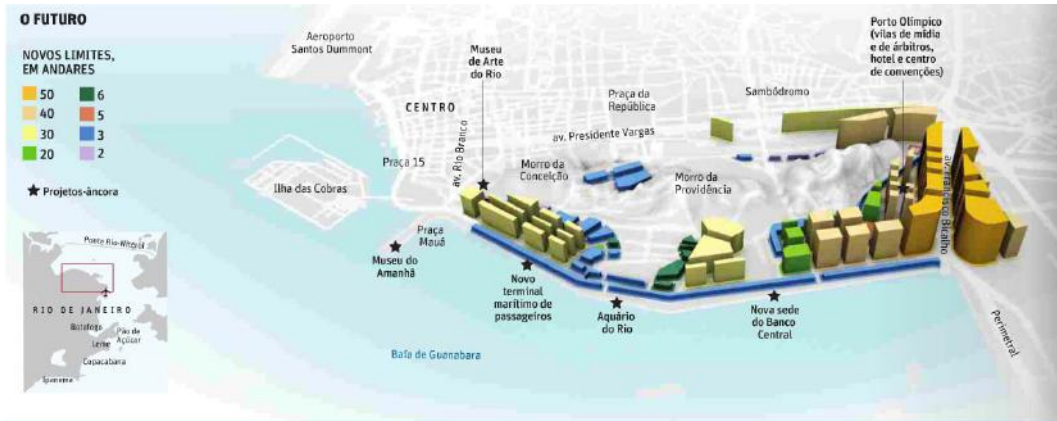 O FUTURO
NOVOS LIMITES,
EM ANDARES
50
40
30
20
6
5
3
2
Projetos-âncora
Ponte Rio-Niterói
RIO DE JANEIRO
Botafogo
Pão de
Açúcar
Leme
Copacabana
Ipanema
Aeroporto
Santos Dummont
CENTRO
Praça 15
av. Rio Branco
Ilha das Cobras
Museu
de Arte
do Rio
Praça da
República
av. Presidente Vargas
Sambódromo
Morro da
Conceição
Morro da
Providência
Porto Olímpico
(vilas de mídia
e de árbitros,
hotel e centro
de convenções)
av. Francisco Bicalho
Praça
Mauá
Museu do
Amanhã
Novo
terminal
marítimo de
passageiros
Aquário
do Rio
Nova sede
do Banco
Central
Perimetral
Baía de Guanabara